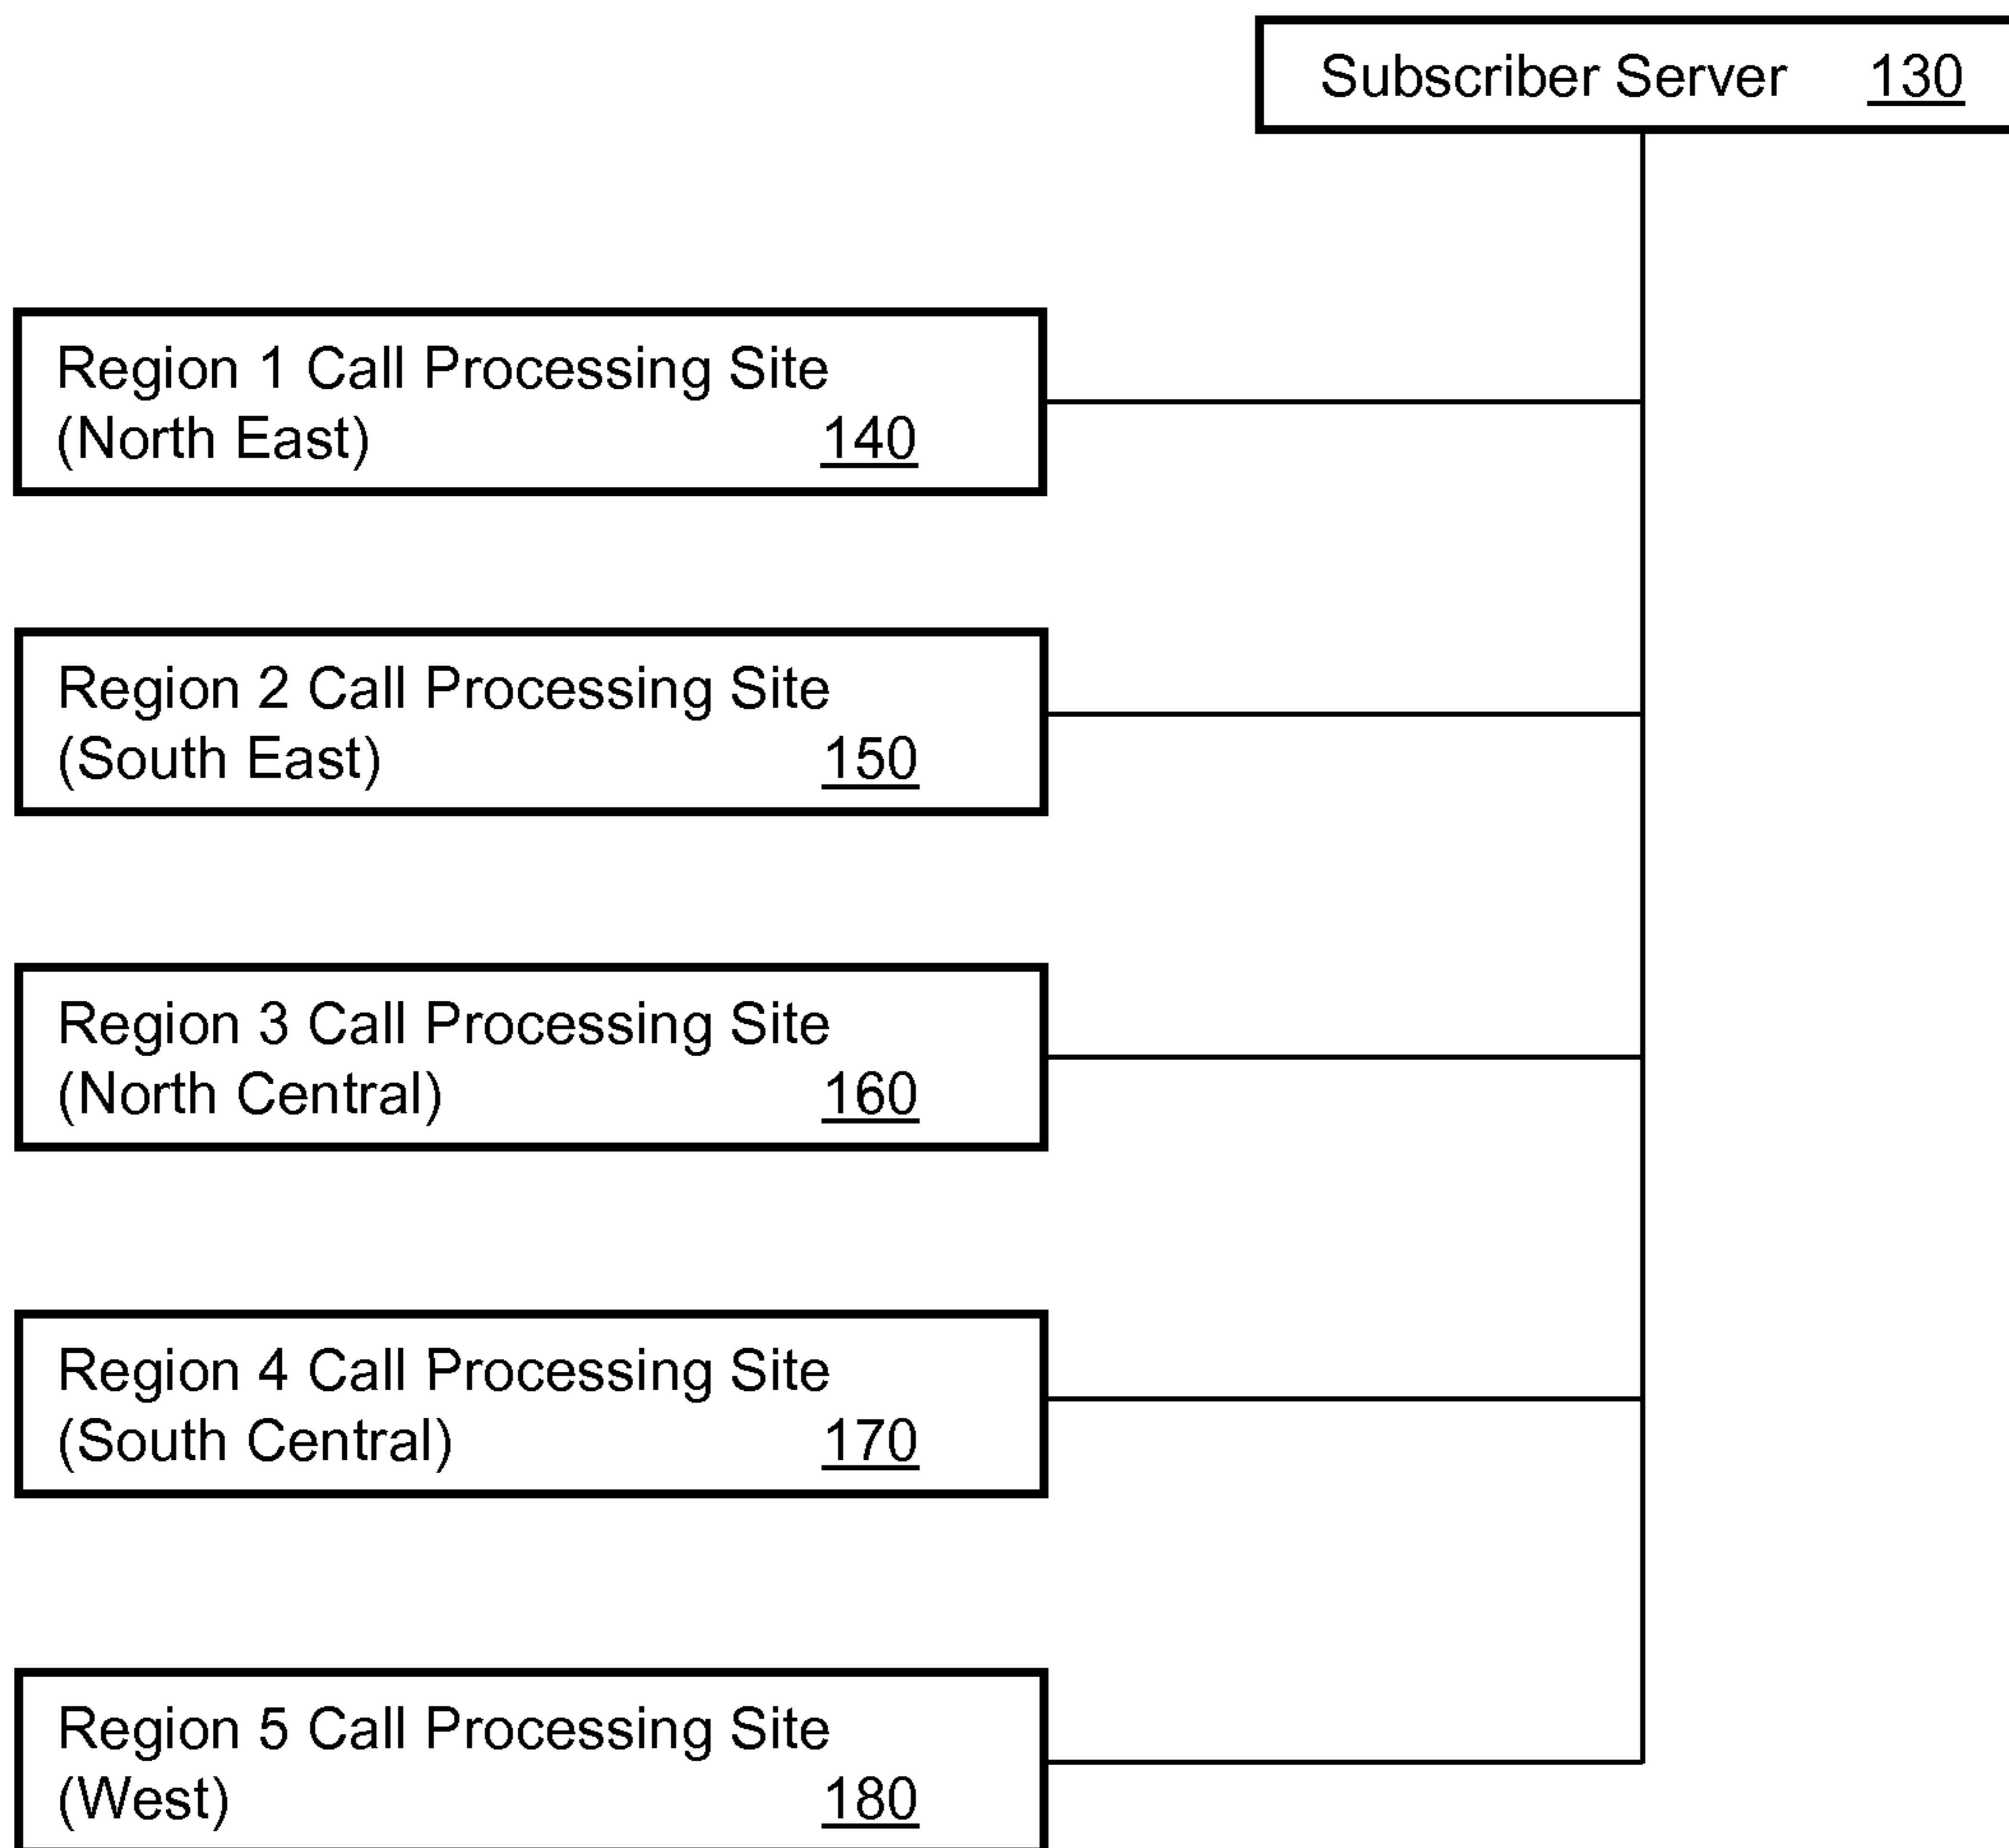 Subscriber Server 130
Region 1 Call Processing Site
(North East) 140
Region 2 Call Processing Site
(South East) 150
Region 3 Call Processing Site
(North Central) 160
Region 4 Call Processing Site
(South Central) 170
Region 5 Call Processing Site
(West) 180